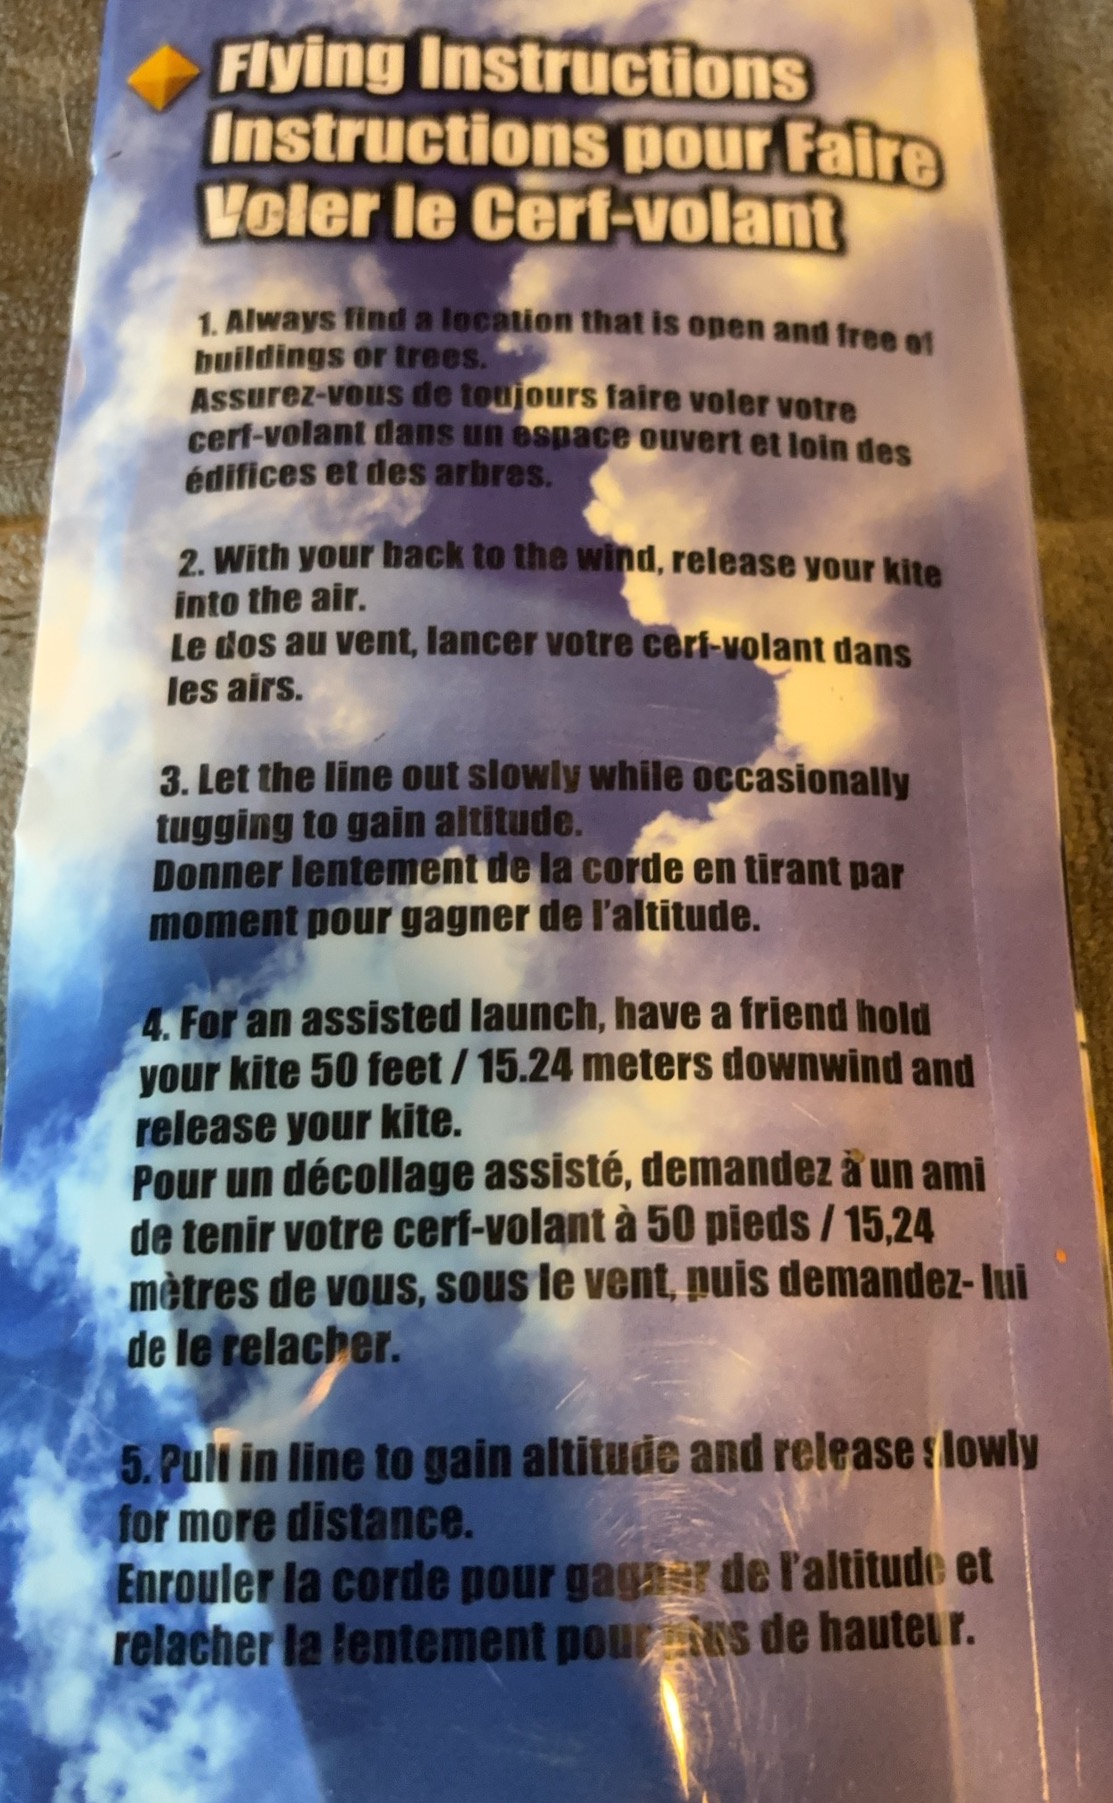 Flying Instructions
Instructions pour Faire
Voler le Cerf-volant
1. Always find a location that is open and free of
buildings or trees.
Assurez-vous de toujours faire voler votre
cerf-volant dans un espace ouvert et loin des
édifices et des arbres.
2. With your back to the wind, release your kite
into the air.
Le dos au vent, lancer votre cerf-volant dans
les airs.
3. Let the line out slowly while occasionally
tugging to gain altitude.
Donner lentement de la corde en tirant par
moment pour gagner de l'altitude.
4. For an assisted launch, have a friend hold
your kite 50 feet / 15.24 meters downwind and
release your kite.
Pour un décollage assisté, demandez à un ami
de tenir votre cerf-volant à 50 pieds / 15,24
mètres de vous, sous le vent, puis demandez- lui
de le relacher.
5. Pull in line to gain altitude and release slowly
for more distance.
Enrouler la corde pour gagner de l'altitude et
relacher la lentement pour plus de hauteur.